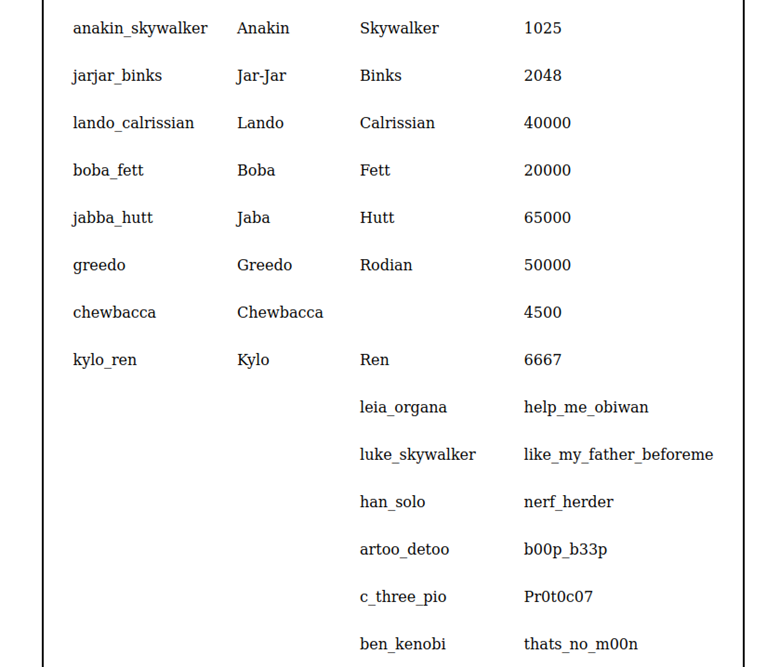 anakin_skywalker Anakin Skywalker 1025
jarjar_binks Jar-Jar Binks 2048
lando_calrissian Lando Calrissian 40000
boba_fett Boba Fett 20000
jabba_hutt Jaba Hutt 65000
greedo Greedo Rodian 50000
chewbacca Chewbacca 4500
kylo_ren Kylo Ren 6667
leia_organa help_me_obiwan
luke_skywalker like_my_father_beforeme
han_solo nerf_herder
artoo_detoo b00p_b33p
c_three_pio Pr0t0c07
ben_kenobi thats_no_m00n